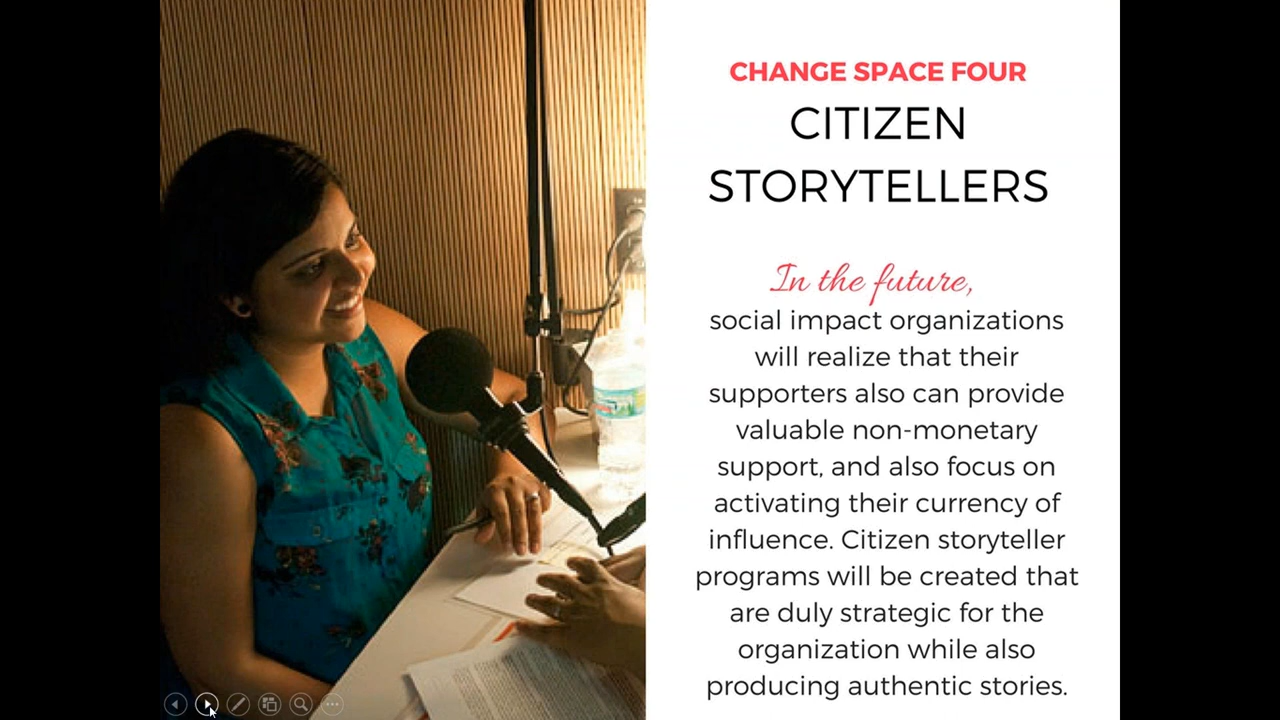 CHANGE SPACE FOUR
CITIZEN
STORYTELLERS
In the future,
social impact organizations
will realize that their
supporters also can provide
valuable non-monetary
support, and also focus on
activating their currency of
influence. Citizen storyteller
programs will be created that
are duly strategic for the
organization while also
producing authentic stories.